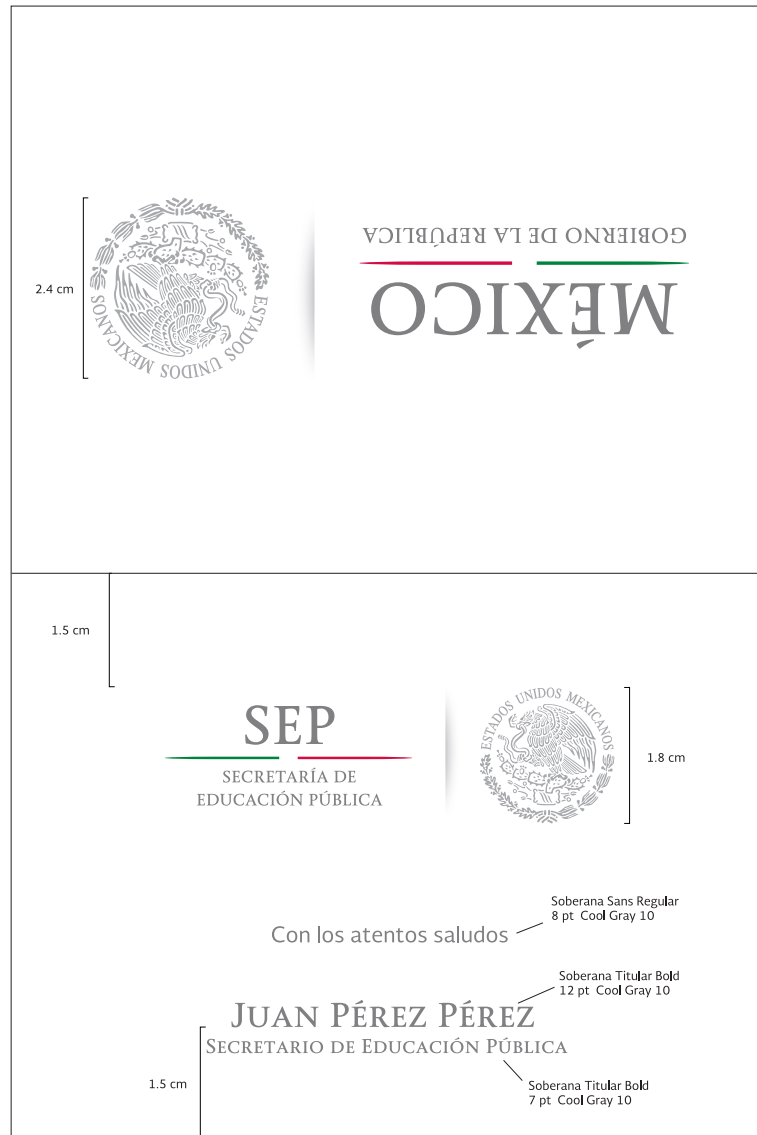 2.4 cm
ESTADOS UNIDOS MEXICANOS
MÉXICO
GOBIERNO DE LA REPÚBLICA
1.5 cm
SEP
SECRETARÍA DE
EDUCACIÓN PÚBLICA
ESTADOS UNIDOS MEXICANOS
1.8 cm
Soberana Sans Regular
8 pt  Cool Gray 10
Con los atentos saludos
Soberana Titular Bold
12 pt  Cool Gray 10
JUAN PÉREZ PÉREZ
SECRETARIO DE EDUCACIÓN PÚBLICA
1.5 cm
Soberana Titular Bold
7 pt  Cool Gray 10